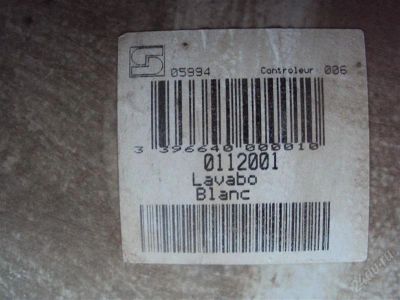 05994 Controleur 006
3 396640 000010
0112001
Lavabo
Blanc